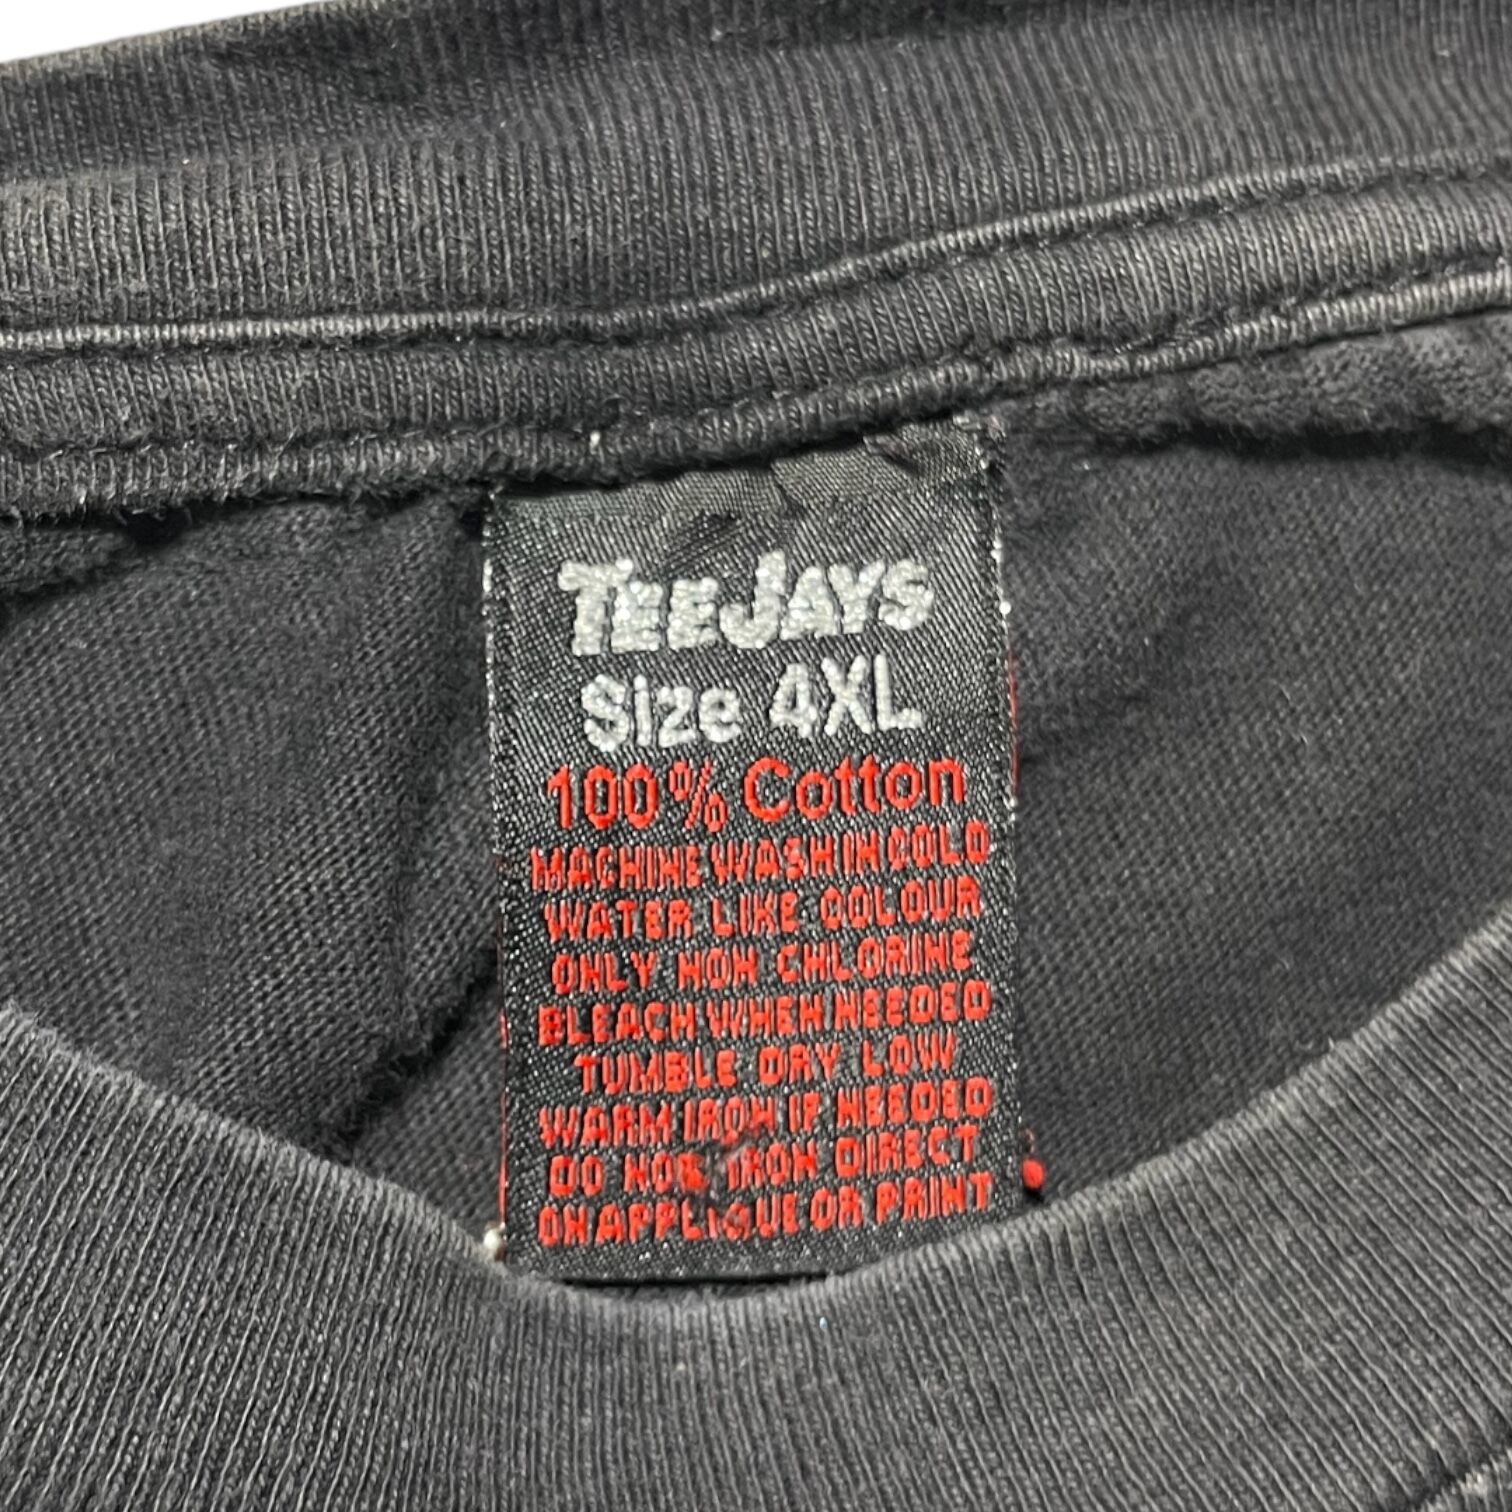 TEEJAYS
Size 4XL
100% Cotton
MACHINE WASH IN COLD
WATER LIKE COLOUR
ONLY NON CHLORINE
BLEACH WHEN NEEDED
TUMBLE DRY LOW
WARM IRON IF NEEDED
DO NOT IRON DIRECT
ON APPLIQUE OR PRINT